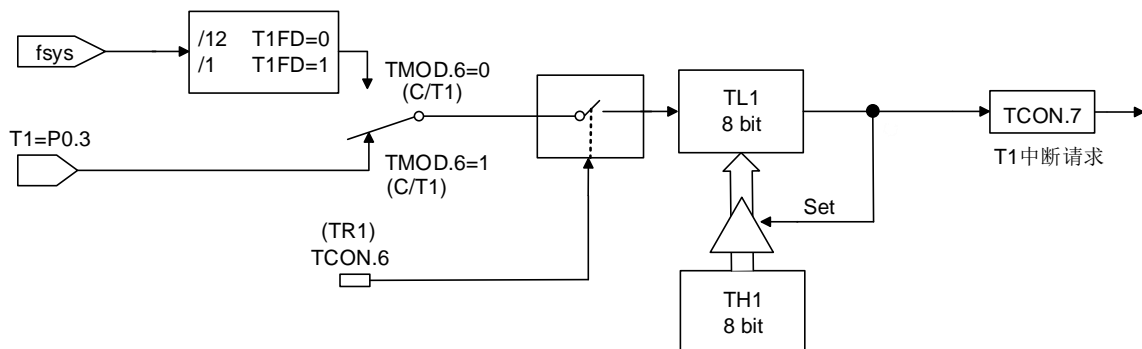 fsys
/12 T1FD=0
/1 T1FD=1
TMOD.6=0
(C/T1)
T1=P0.3
TMOD.6=1
(C/T1)
(TR1)
TCON.6
TL1
8 bit
TCON.7
T1中断请求
Set
TH1
8 bit